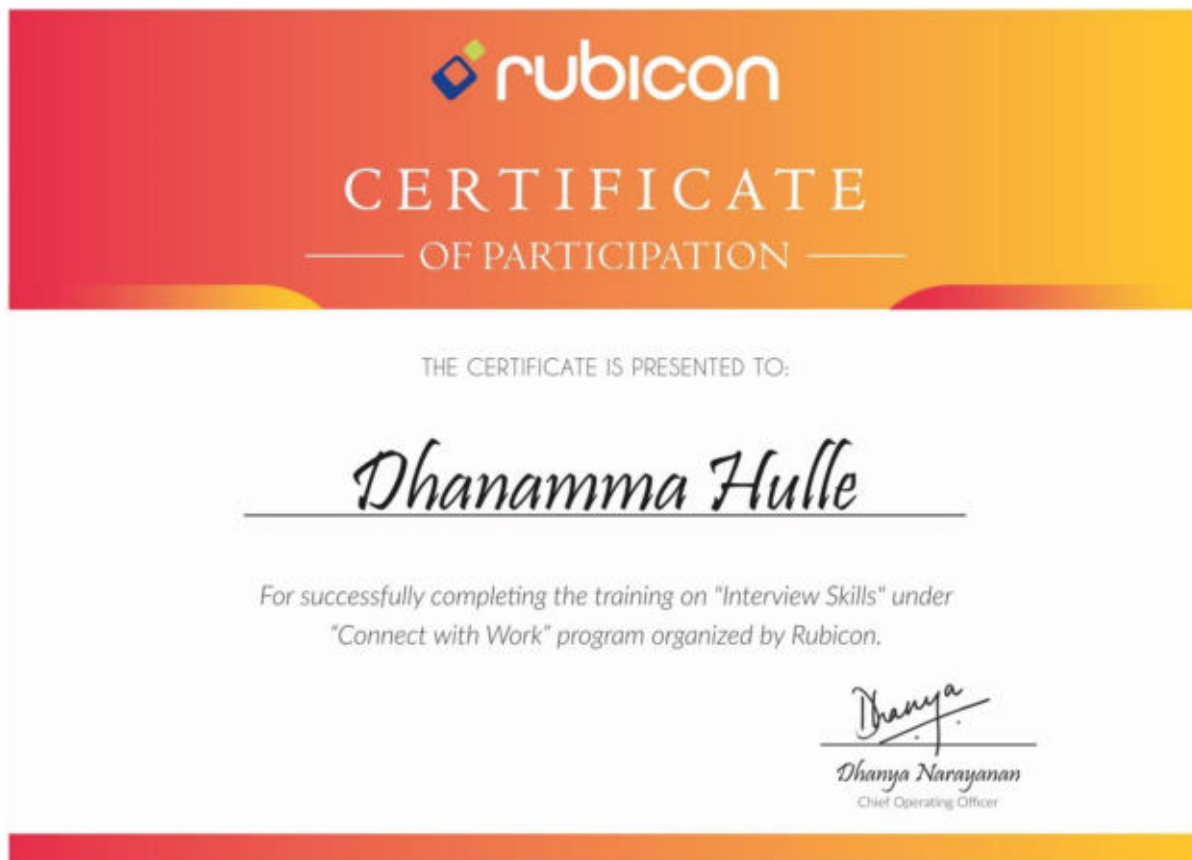 rubicon
CERTIFICATE
OF PARTICIPATION
THE CERTIFICATE IS PRESENTED TO:
Dhanamma Hulle
For successfully completing the training on "Interview Skills" under
"Connect with Work" program organized by Rubicon.
Dhanya
Dhanya Narayanan
Chief Operating Officer